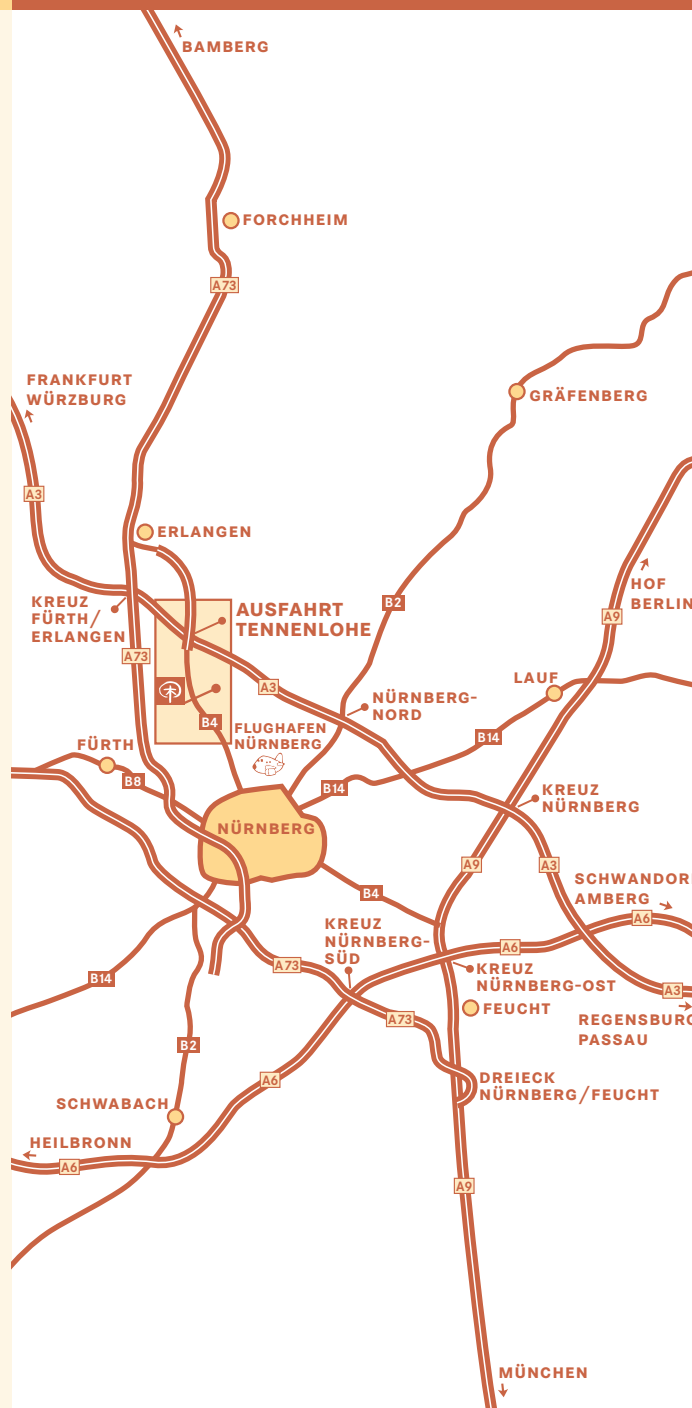 BAMBERG
FORCHHEIM
A73
FRANKFURT
WÜRZBURG
GRÄFENBERG
A3
ERLANGEN
HOF
BERLIN
KREUZ
FÜRTH/
ERLANGEN
AUSFAHRT
TENNENLOHE
B2
A9
A73
A3
LAUF
NÜRNBERG-
NORD
B4
FLUGHAFEN
NÜRNBERG
B14
FÜRTH
B8
B14
KREUZ
NÜRNBERG
NÜRNBERG
A9
A3
SCHWANDOR
AMBERG
B4
A6
KREUZ
NÜRNBERG-
SÜD
A6
A73
KREUZ
NÜRNBERG-OST
B14
A3
FEUCHT
A73
REGENSBURG
PASSAU
B2
A6
DREIECK
NÜRNBERG/FEUCHT
SCHWABACH
HEILBRONN
A6
A9
MÜNCHEN